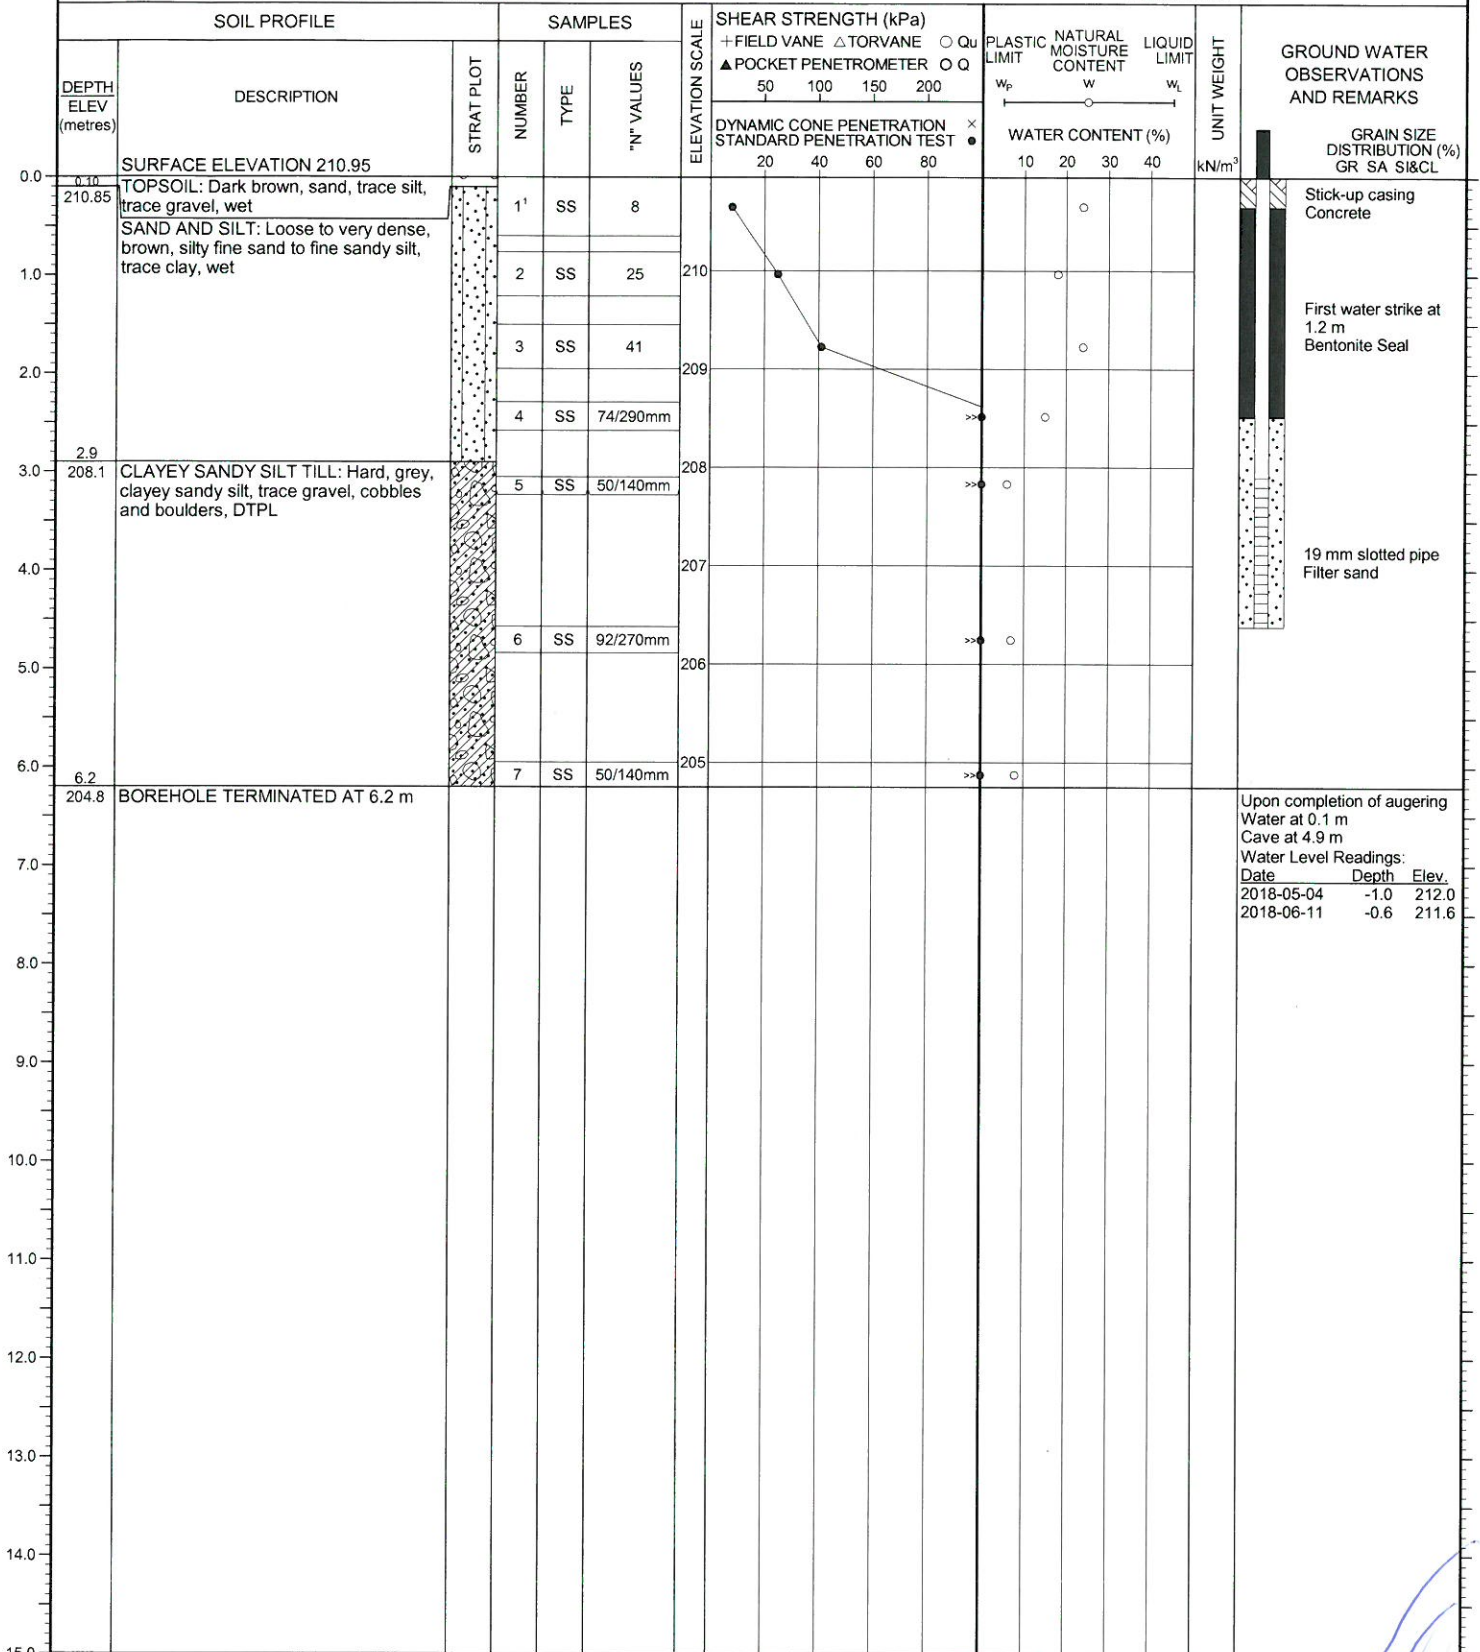 SOIL PROFILE
SAMPLES
DEPTH
ELEV
(metres)
DESCRIPTION
STRAT PLOT
NUMBER
TYPE
"N" VALUES
ELEVATION SCALE
SHEAR STRENGTH (kPa)
+FIELD VANE △TORVANE ○ Qu
▲POCKET PENETROMETER O Q
50 100 150 200
DYNAMIC CONE PENETRATION ×
STANDARD PENETRATION TEST ●
20 40 60 80
PLASTIC LIMIT
NATURAL MOISTURE CONTENT
LIQUID LIMIT
WP W WL
WATER CONTENT (%)
10 20 30 40
UNIT WEIGHT
kN/m³
GROUND WATER
OBSERVATIONS
AND REMARKS
GRAIN SIZE
DISTRIBUTION (%)
GR SA SI&CL
SURFACE ELEVATION 210.95
0.0
0.10
210.85
TOPSOIL: Dark brown, sand, trace silt,
trace gravel, wet
SAND AND SILT: Loose to very dense,
brown, silty fine sand to fine sandy silt,
trace clay, wet
1¹ SS 8
Stick-up casing
Concrete
1.0
2 SS 25
210
First water strike at
1.2 m
Bentonite Seal
3 SS 41
2.0
209
4 SS 74/290mm
>>
2.9
208.1
3.0
208
CLAYEY SANDY SILT TILL: Hard, grey,
clayey sandy silt, trace gravel, cobbles
and boulders, DTPL
5 SS 50/140mm
>>
4.0
207
19 mm slotted pipe
Filter sand
6 SS 92/270mm
>>
5.0
206
6.0
205
7 SS 50/140mm
>>
6.2
204.8
BOREHOLE TERMINATED AT 6.2 m
Upon completion of augering
Water at 0.1 m
Cave at 4.9 m
Water Level Readings:
Date Depth Elev.
2018-05-04 -1.0 212.0
2018-06-11 -0.6 211.6
7.0
8.0
9.0
10.0
11.0
12.0
13.0
14.0
15.0